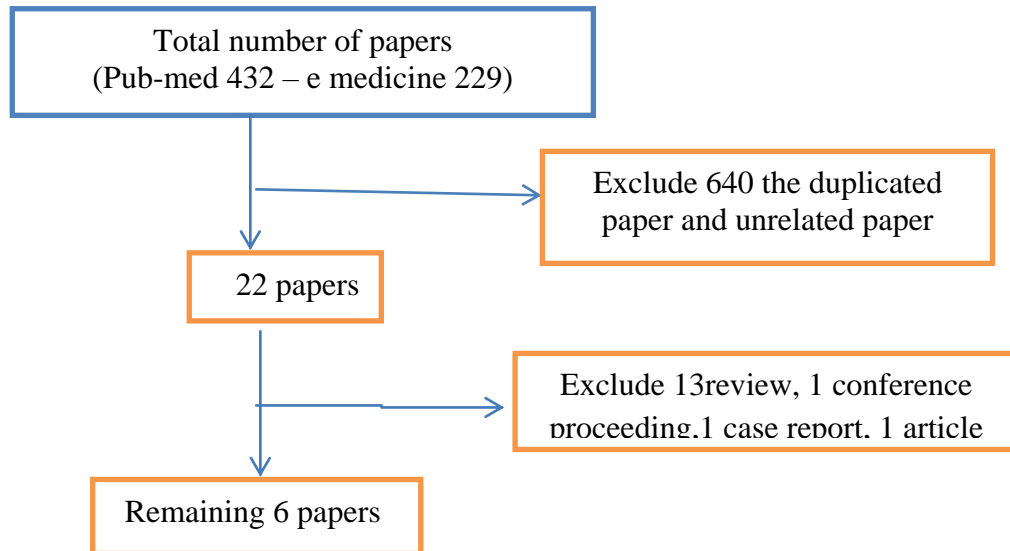 Total number of papers
(Pub-med 432 – e medicine 229)
Exclude 640 the duplicated
paper and unrelated paper
22 papers
Exclude 13review, 1 conference
proceeding,1 case report, 1 article
Remaining 6 papers